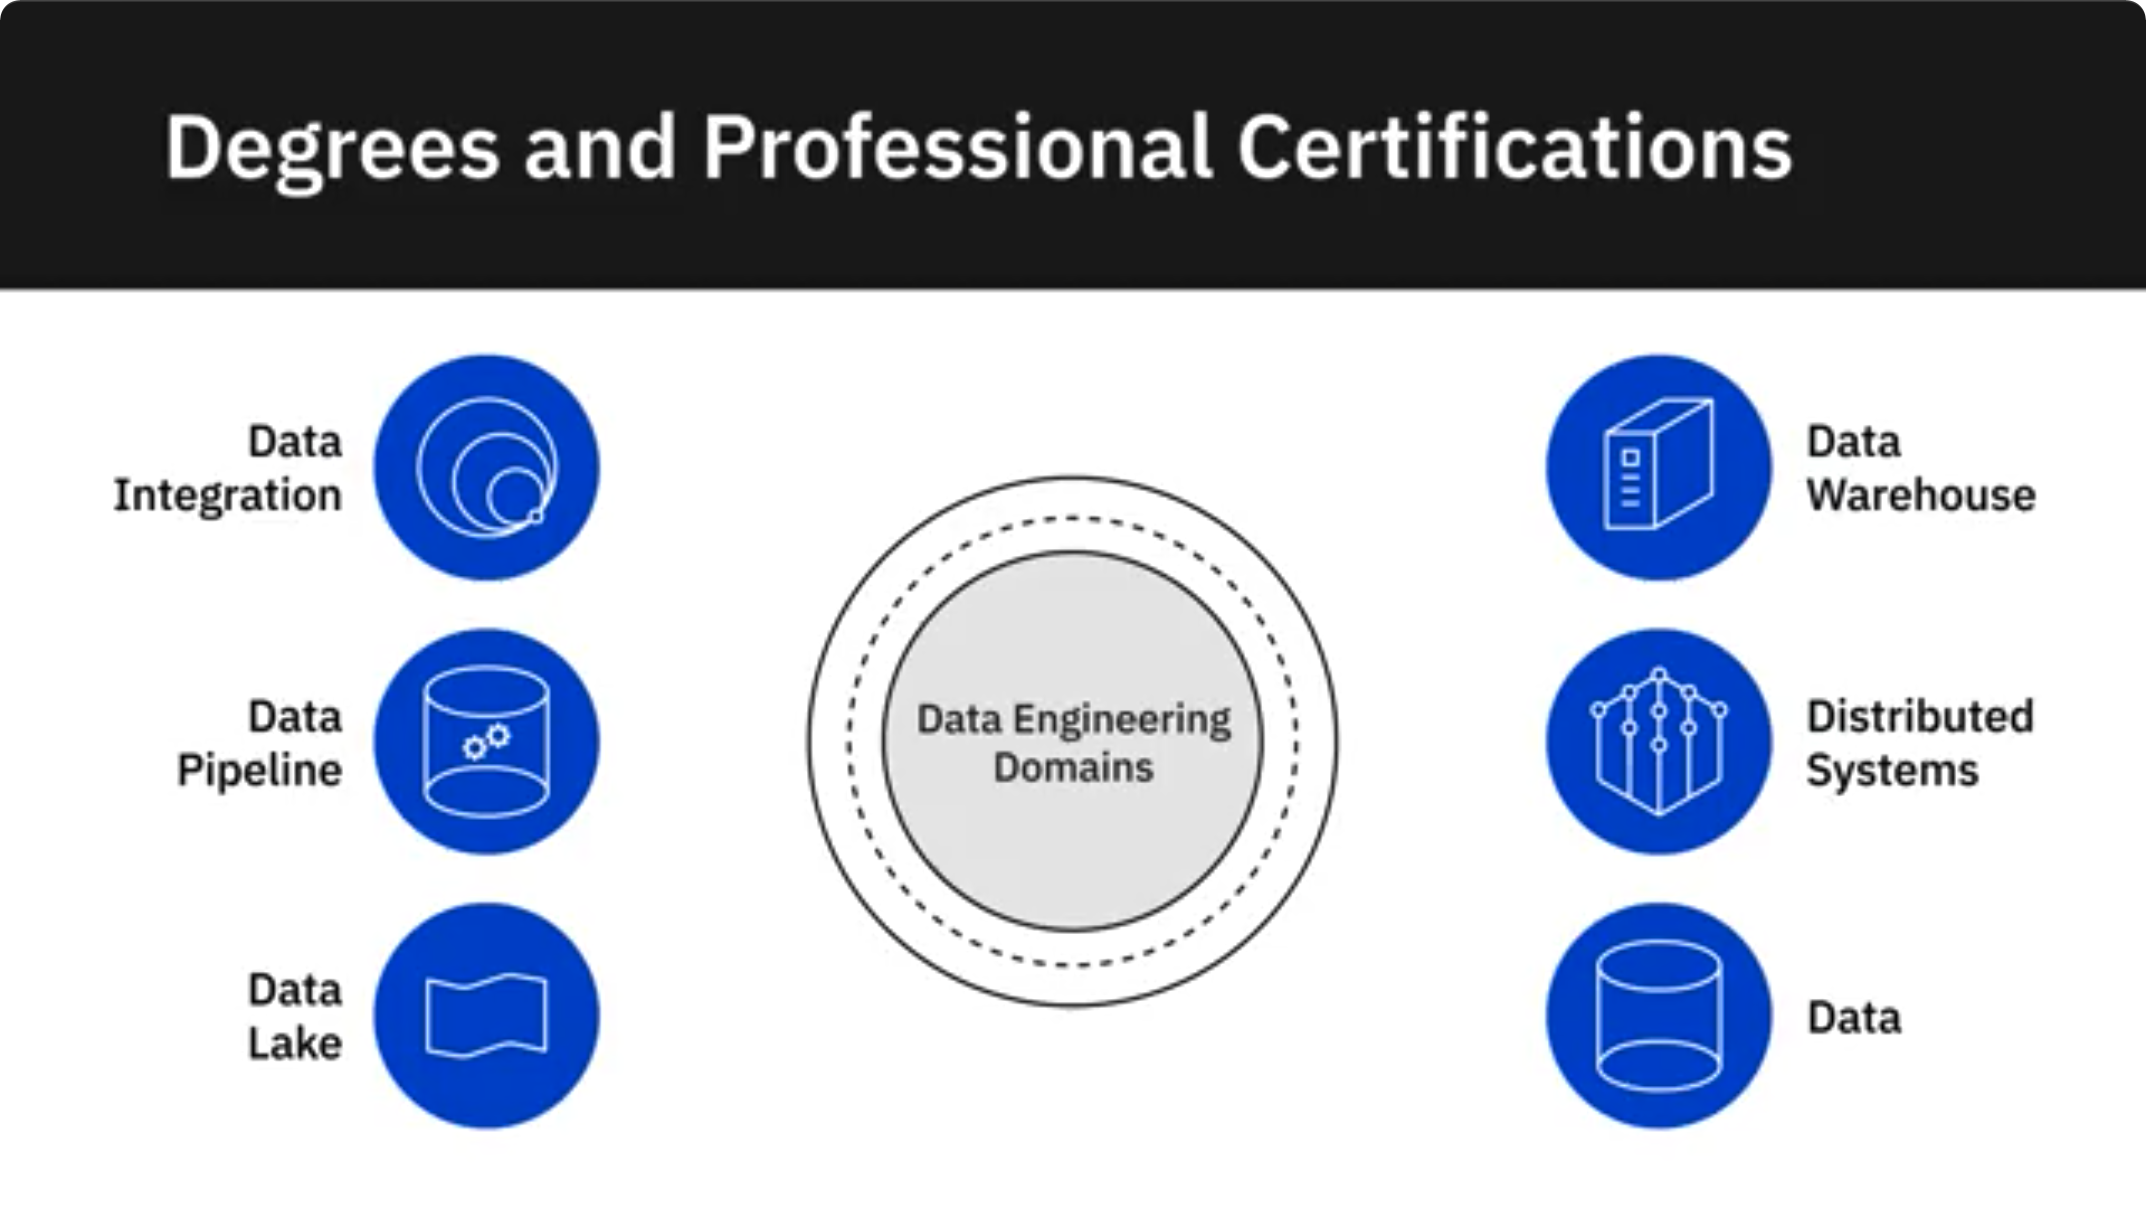 Degrees and Professional Certifications
Data
Integration
Data
Pipeline
Data
Lake
Data Engineering
Domains
Data
Warehouse
Distributed
Systems
Data